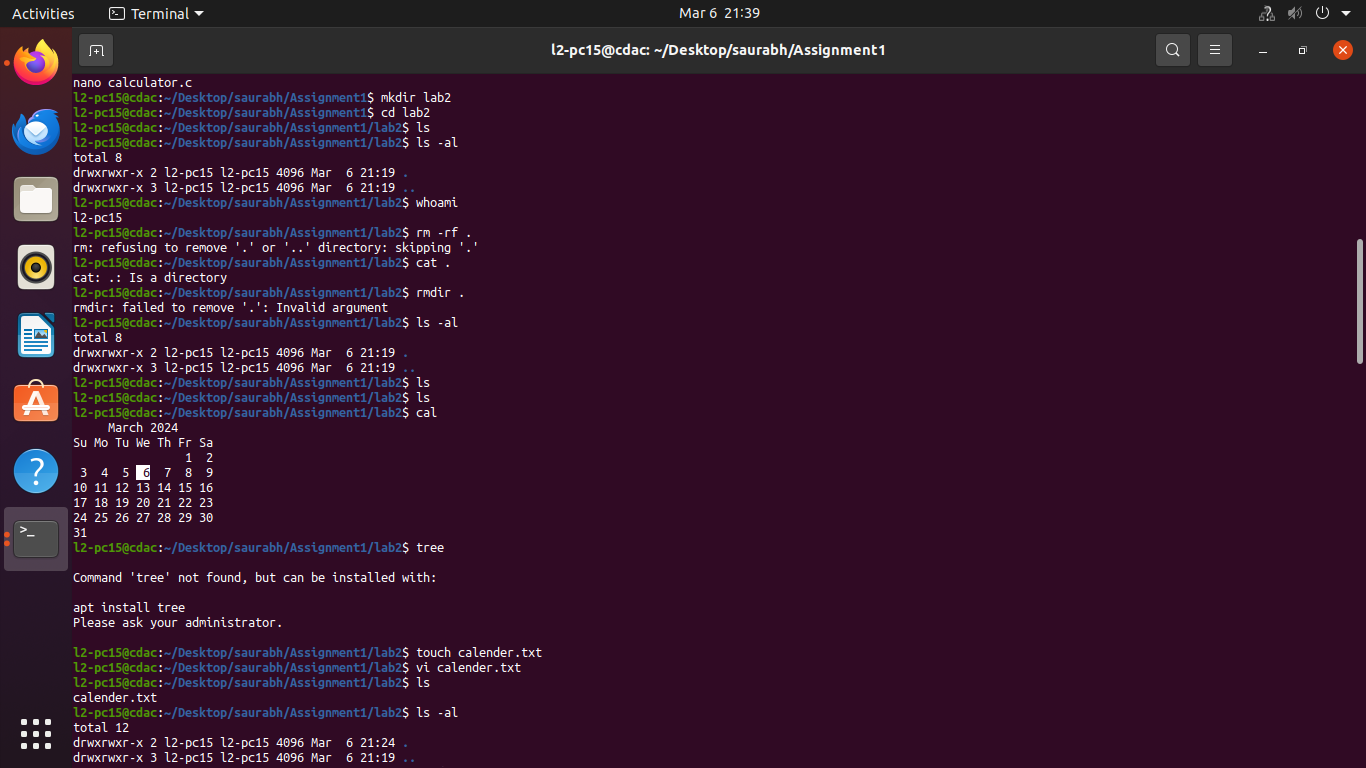 Activities Terminal Mar 6 21:39
l2-pc15@cdac: ~/Desktop/saurabh/Assignment1
nano calculator.c
l2-pc15@cdac:~/Desktop/saurabh/Assignment1$ mkdir lab2
l2-pc15@cdac:~/Desktop/saurabh/Assignment1$ cd lab2
l2-pc15@cdac:~/Desktop/saurabh/Assignment1/lab2$ ls
l2-pc15@cdac:~/Desktop/saurabh/Assignment1/lab2$ ls -al
total 8
drwxrwxr-x 2 l2-pc15 l2-pc15 4096 Mar  6 21:19 .
drwxrwxr-x 3 l2-pc15 l2-pc15 4096 Mar  6 21:19 ..
l2-pc15@cdac:~/Desktop/saurabh/Assignment1/lab2$ whoami
l2-pc15
l2-pc15@cdac:~/Desktop/saurabh/Assignment1/lab2$ rm -rf .
rm: refusing to remove '.' or '..' directory: skipping '.'
l2-pc15@cdac:~/Desktop/saurabh/Assignment1/lab2$ cat .
cat: .: Is a directory
l2-pc15@cdac:~/Desktop/saurabh/Assignment1/lab2$ rmdir .
rmdir: failed to remove '.': Invalid argument
l2-pc15@cdac:~/Desktop/saurabh/Assignment1/lab2$ ls -al
total 8
drwxrwxr-x 2 l2-pc15 l2-pc15 4096 Mar  6 21:19 .
drwxrwxr-x 3 l2-pc15 l2-pc15 4096 Mar  6 21:19 ..
l2-pc15@cdac:~/Desktop/saurabh/Assignment1/lab2$ ls
l2-pc15@cdac:~/Desktop/saurabh/Assignment1/lab2$ ls
l2-pc15@cdac:~/Desktop/saurabh/Assignment1/lab2$ cal
     March 2024
Su Mo Tu We Th Fr Sa
                1  2
 3  4  5  6  7  8  9
10 11 12 13 14 15 16
17 18 19 20 21 22 23
24 25 26 27 28 29 30
31
l2-pc15@cdac:~/Desktop/saurabh/Assignment1/lab2$ tree
Command 'tree' not found, but can be installed with:
apt install tree
Please ask your administrator.
l2-pc15@cdac:~/Desktop/saurabh/Assignment1/lab2$ touch calender.txt
l2-pc15@cdac:~/Desktop/saurabh/Assignment1/lab2$ vi calender.txt
l2-pc15@cdac:~/Desktop/saurabh/Assignment1/lab2$ ls
calender.txt
l2-pc15@cdac:~/Desktop/saurabh/Assignment1/lab2$ ls -al
total 12
drwxrwxr-x 2 l2-pc15 l2-pc15 4096 Mar  6 21:24 .
drwxrwxr-x 3 l2-pc15 l2-pc15 4096 Mar  6 21:19 ..